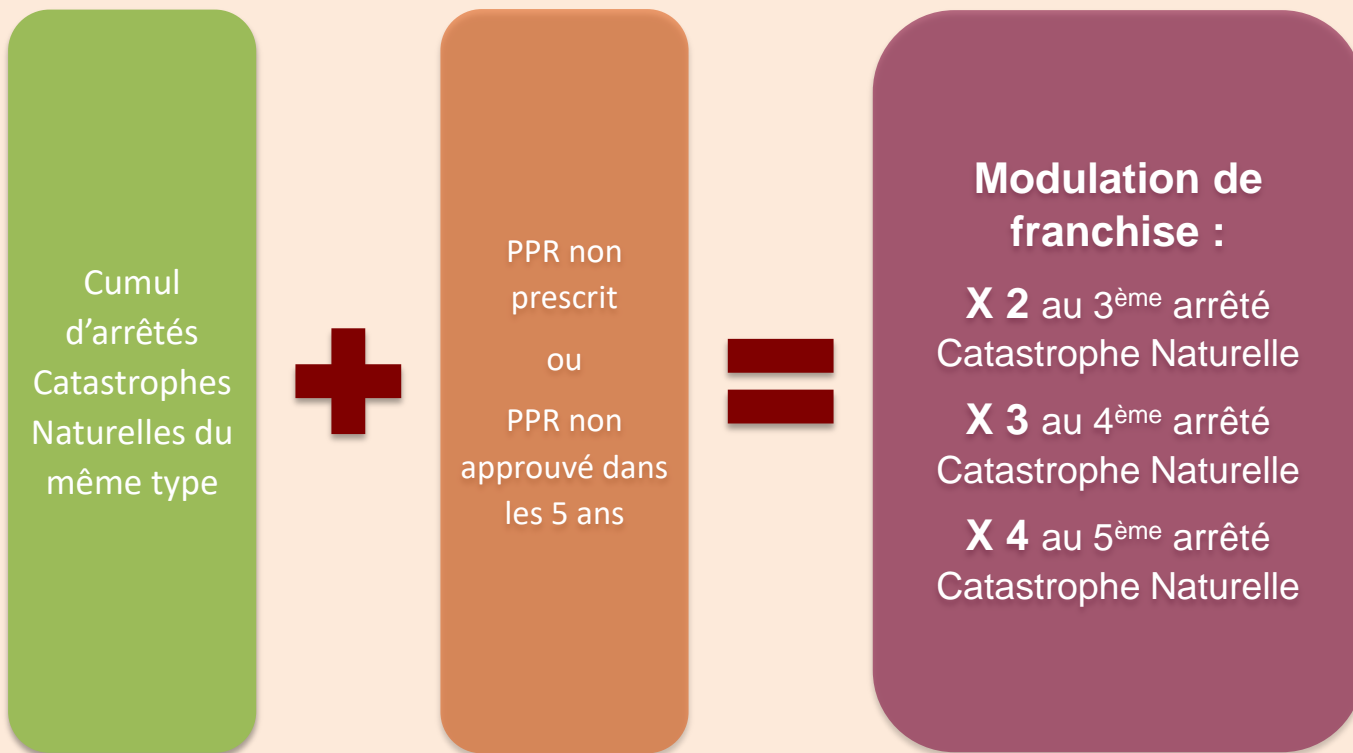 Cumul
d’arrêtés
Catastrophes
Naturelles du
même type
PPR non
prescrit
ou
PPR non
approuvé dans
les 5 ans
Modulation de
franchise :
X 2 au 3ème arrêté
Catastrophe Naturelle
X 3 au 4ème arrêté
Catastrophe Naturelle
X 4 au 5ème arrêté
Catastrophe Naturelle